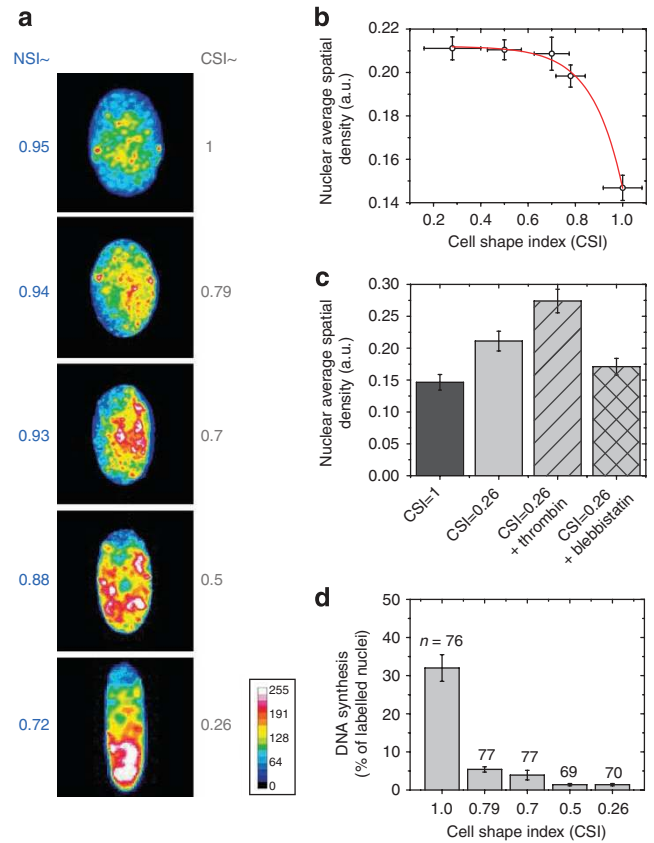 a
NSI~
CSI~
0.95
1
0.94
0.79
0.93
0.7
0.88
0.5
0.72
0.26
255
191
128
64
0
b
Nuclear average spatial
density (a.u.)
0.22
0.20
0.18
0.16
0.14
0.2
0.4
0.6
0.8
1.0
Cell shape index (CSI)
c
Nuclear average spatial
density (a.u.)
0.30
0.25
0.20
0.15
0.10
0.05
0.00
CSI=1
CSI=0.26
CSI=0.26
+ thrombin
CSI=0.26
+ blebbistatin
d
DNA synthesis
(% of labelled nuclei)
50
40
30
20
10
0
n = 76
77
77
69
70
1.0
0.79
0.7
0.5
0.26
Cell shape index (CSI)